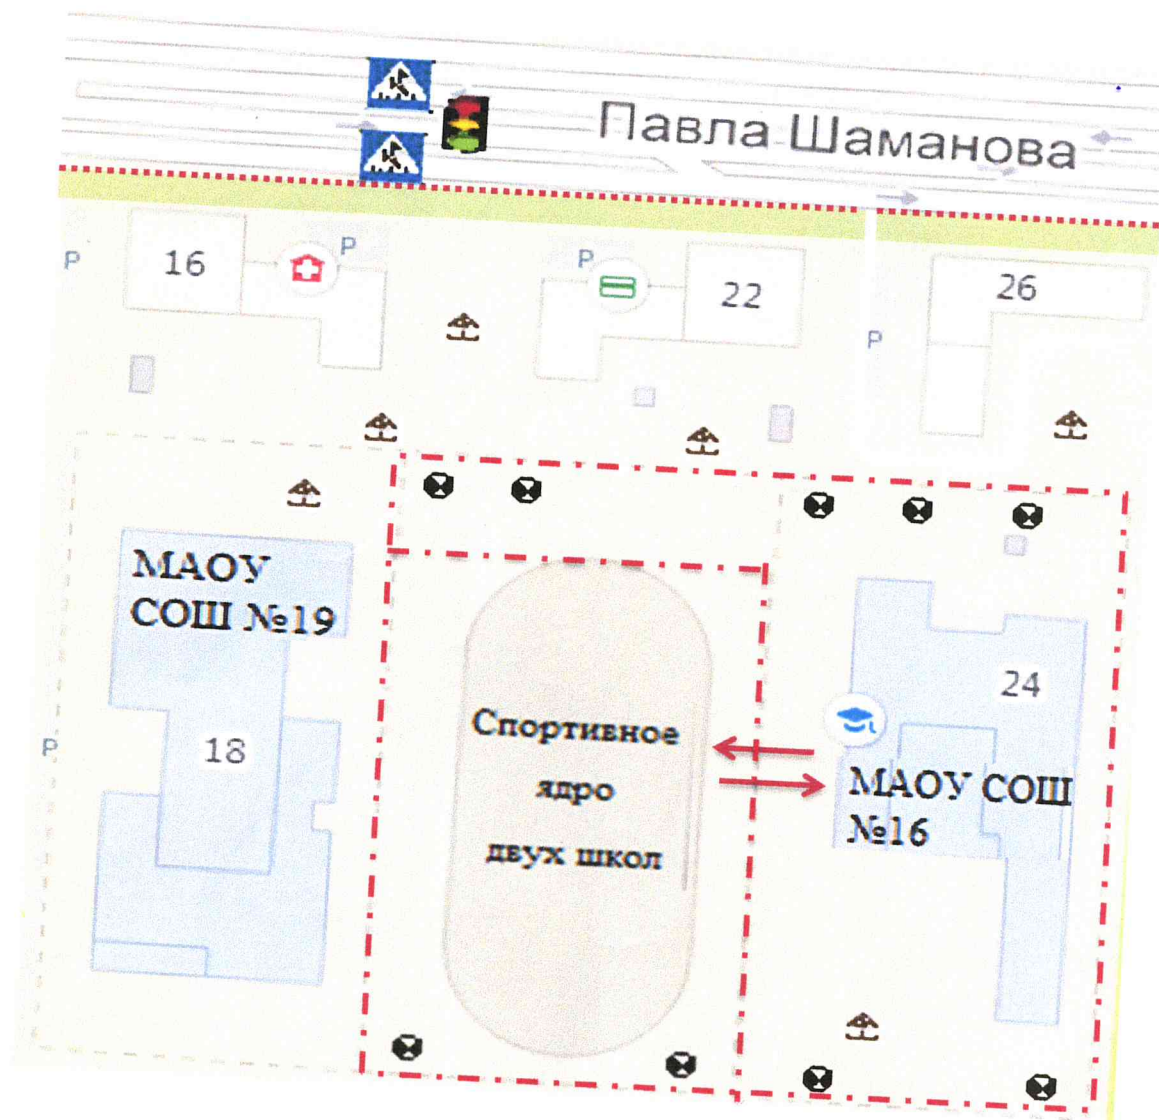 Павла Шаманова
P
16
P
P
22
26
P
МАОУ
СОШ №19
24
Спортивное
ядро
двух школ
P
18
МАОУ СОШ
№16